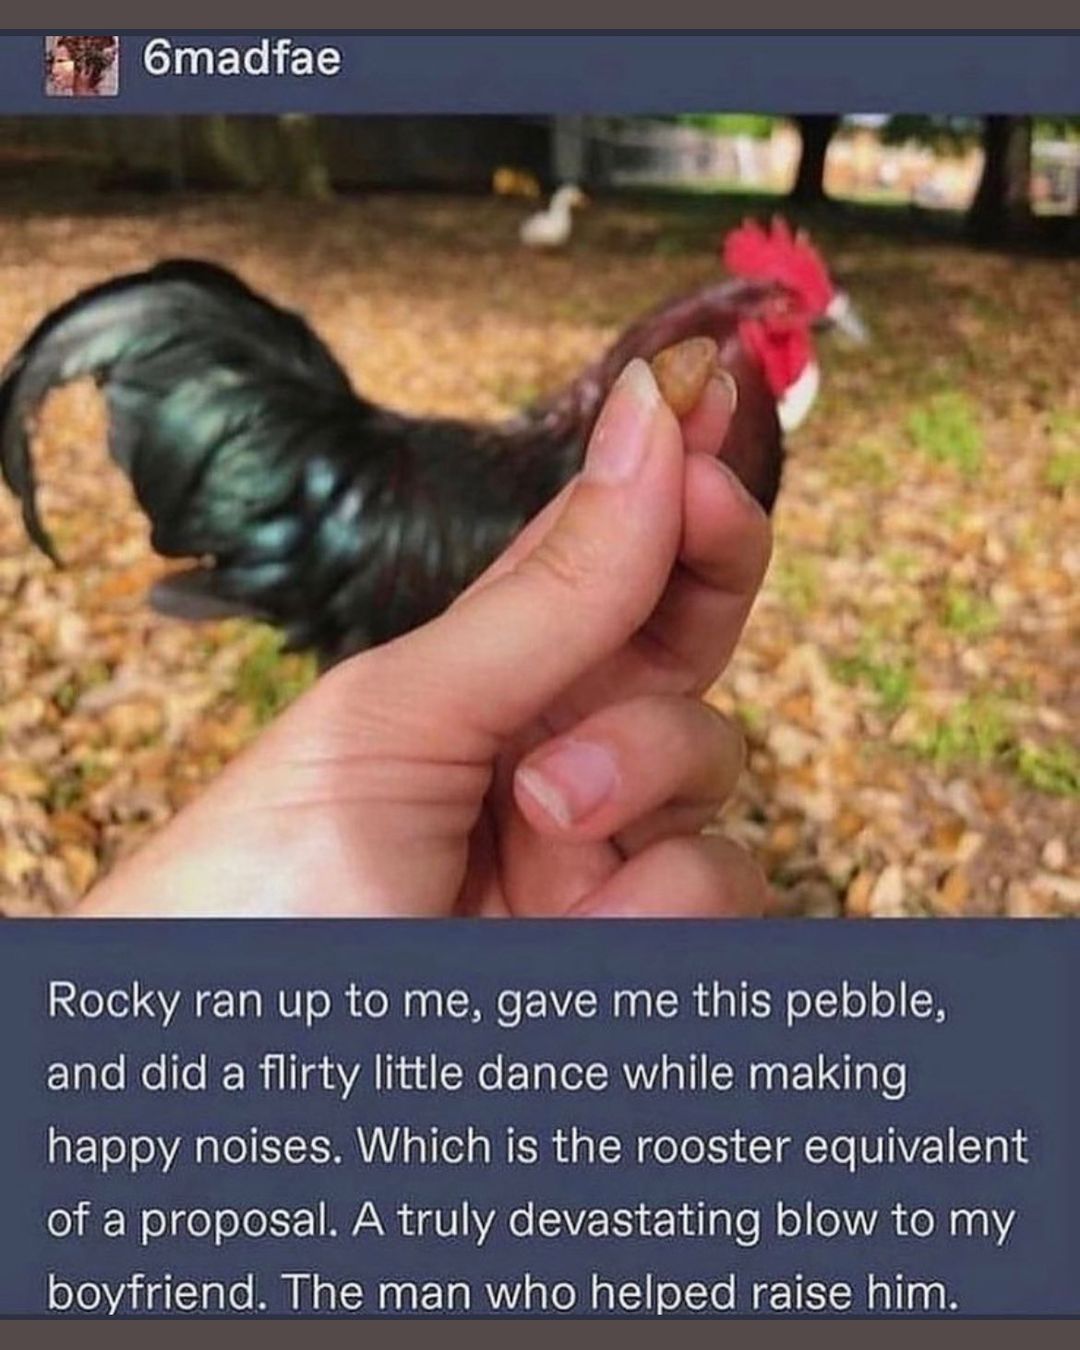 6madfae
Rocky ran up to me, gave me this pebble,
and did a flirty little dance while making
happy noises. Which is the rooster equivalent
of a proposal. A truly devastating blow to my
boyfriend. The man who helped raise him.